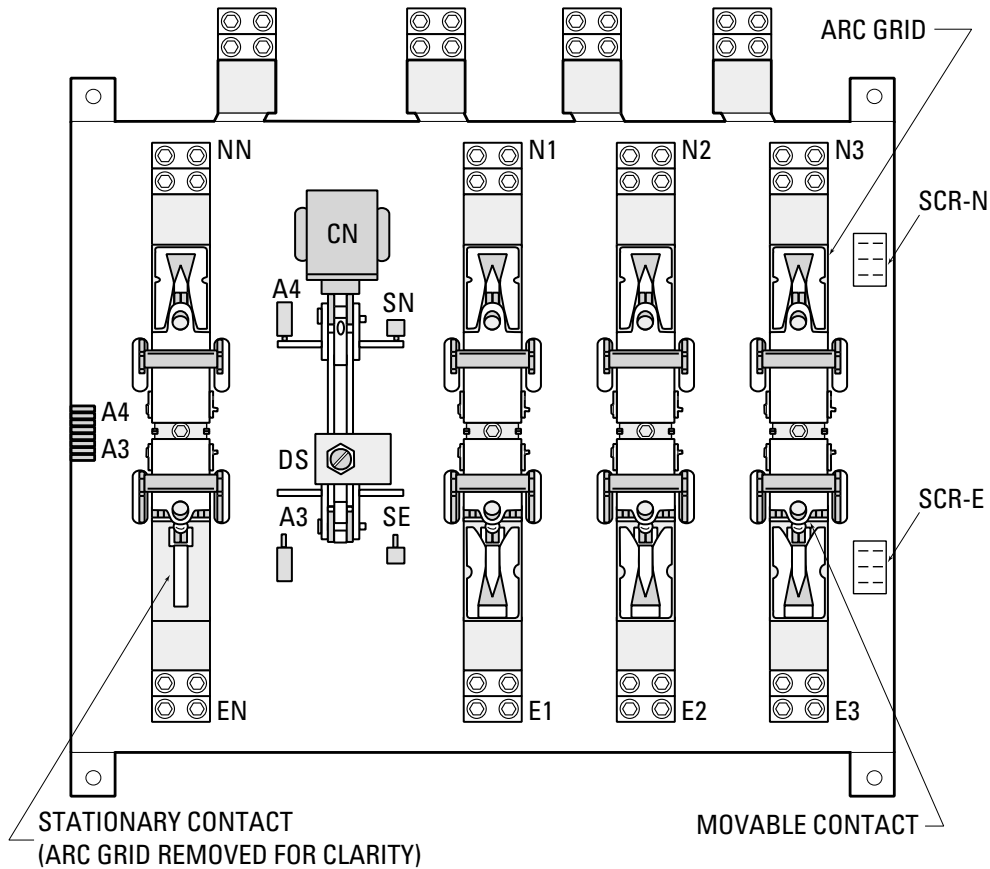 ARC GRID
NN
N1
N2
N3
SCR-N
CN
A4
SN
A4
A3
DS
A3
SE
SCR-E
EN
E1
E2
E3
STATIONARY CONTACT
(ARC GRID REMOVED FOR CLARITY)
MOVABLE CONTACT